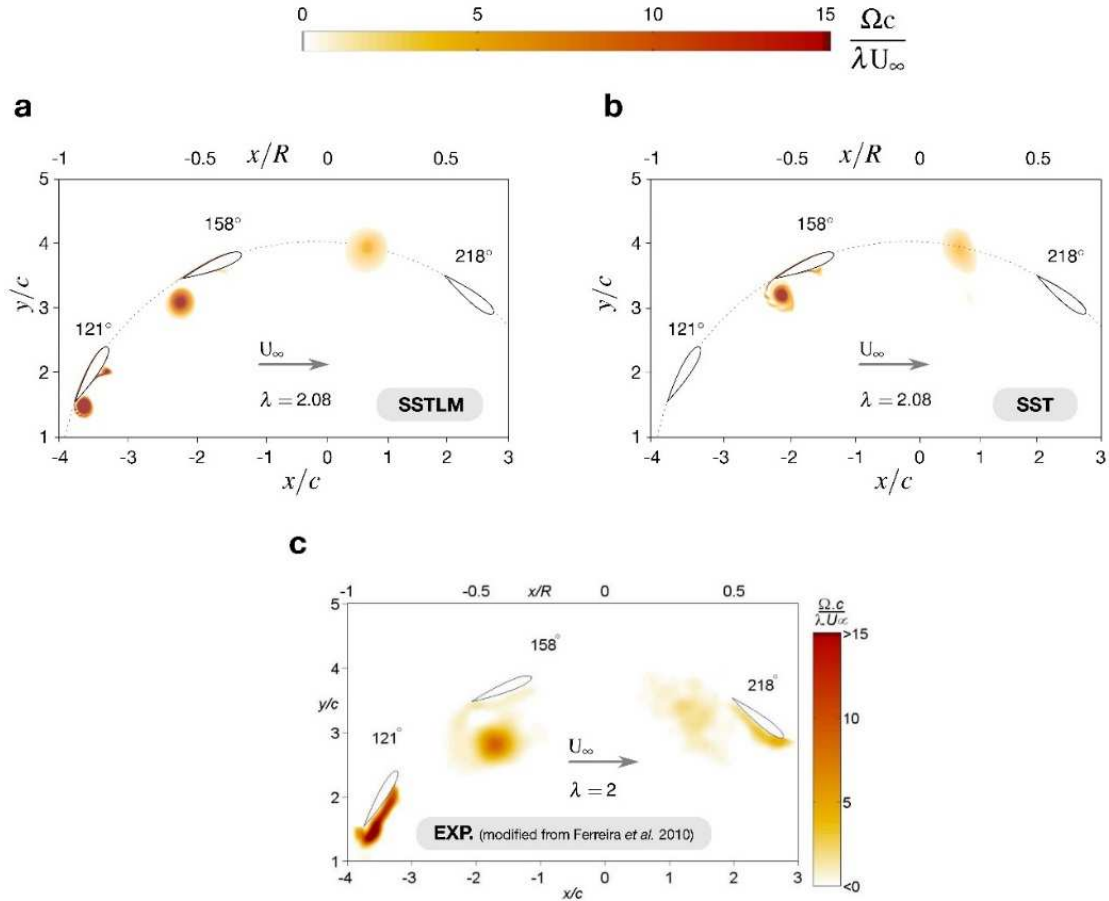 0 5 10 15
Ωc
λU∞
a
-1 -0.5 x/R 0 0.5
5
4
3
2
1
y/c
158°
218°
121°
U∞
λ = 2.08
SSTLM
-4 -3 -2 -1 0 1 2 3
x/c
b
-1 -0.5 x/R 0 0.5
5
4
3
2
1
y/c
158°
218°
121°
U∞
λ = 2.08
SST
-4 -3 -2 -1 0 1 2 3
x/c
c
-1 -0.5 x/R 0 0.5
5
4
y/c
3
2
1
158°
218°
121°
U∞
λ = 2
EXP. (modified from Ferreira et al. 2010)
-4 -3 -2 -1 0 1 2 3
x/c
Ω.c
λ.U∞
>15
10
5
<0